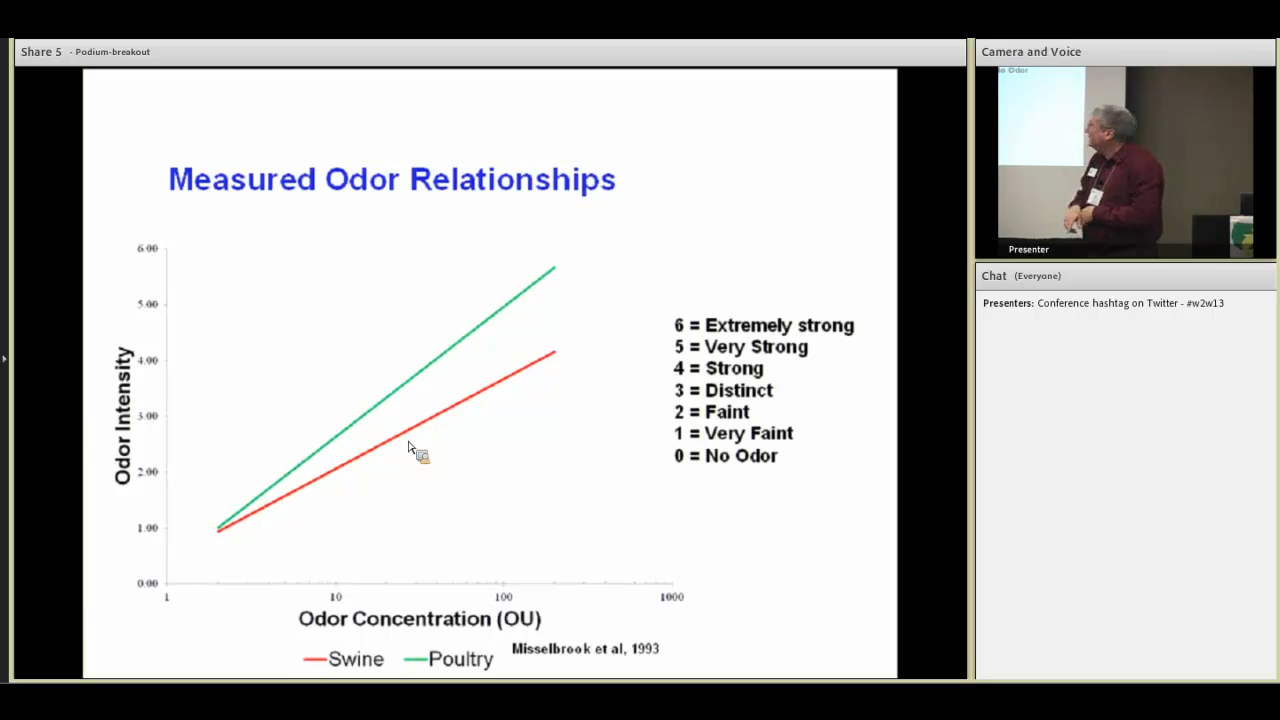 Share 5 - Podium-breakout
Measured Odor Relationships
6.00
5.00
4.00
3.00
2.00
1.00
0.00
Odor Intensity
1 10 100 1000
Odor Concentration (OU)
Swine Poultry
Misselbrook et al, 1993
6 = Extremely strong
5 = Very Strong
4 = Strong
3 = Distinct
2 = Faint
1 = Very Faint
0 = No Odor
Camera and Voice
Odor
Presenter
Chat (Everyone)
Presenters: Conference hashtag on Twitter - #w2w13